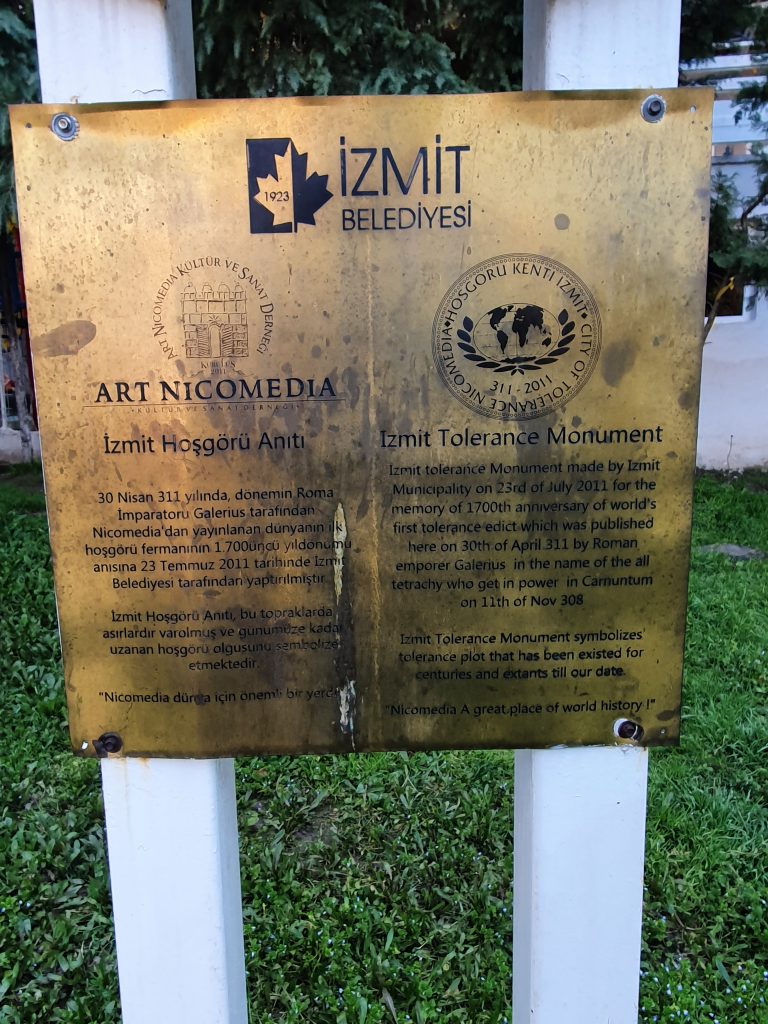 1923
İZMİT
BELEDİYESİ
ART NICOMEDIA KÜLTÜR VE SANAT DERNEĞİ
KURULUŞ
2011
ART NICOMEDIA
•KÜLTÜR VE SANAT DERNEĞİ•
İzmit Hoşgörü Anıtı
30 Nisan 311 yılında, dönemin Roma
İmparatoru Galerius tarafından
Nicomedia'dan yayınlanan dünyanın ilk
hoşgörü fermanının 1.700üncü yıldönümü
anısına 23 Temmuz 2011 tarihinde İzmit
Belediyesi tarafından yaptırılmıştır.
İzmit Hoşgörü Anıtı, bu topraklarda
asırlardır varolmuş ve günümüze kadar
uzanan hoşgörü olgusunu sembolize
etmektedir.
"Nicomedia dünya için önemli bir yerdi
HOŞGÖRÜ KENTİ İZMİT • CITY OF TOLERANCE NICOMEDIA •
311 - 2011
Izmit Tolerance Monument
Izmit tolerance Monument made by Izmit
Municipality on 23rd of July 2011 for the
memory of 1700th anniversary of world's
first tolerance edict which was published
here on 30th of April 311 by Roman
emporer Galerius in the name of the all
tetrachy who get in power in Carnuntum
on 11th of Nov 308
Izmit Tolerance Monument symbolizes
tolerance plot that has been existed for
centuries and extants till our date.
"Nicomedia A great place of world history !"